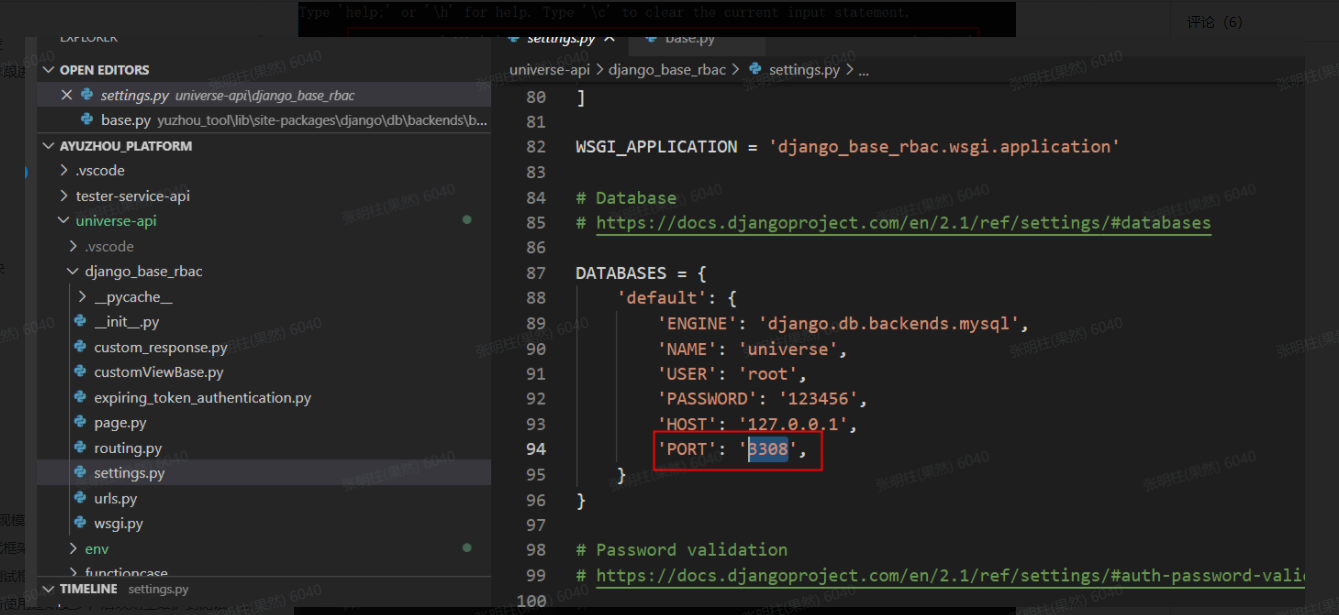 Type 'help;' or '\h' for help. Type '\c' to clear the current input statement.
评论（6）
EXPLORER
OPEN EDITORS
settings.py universe-api\django_base_rbac
base.py yuzhou_tool\lib\site-packages\django\db\backends\b...
AYUZHOU_PLATFORM
.vscode
tester-service-api
universe-api
.vscode
django_base_rbac
__pycache__
__init__.py
custom_response.py
customViewBase.py
expiring_token_authentication.py
page.py
routing.py
settings.py
urls.py
wsgi.py
env
functioncase
TIMELINE settings.py
settings.py
base.py
universe-api > django_base_rbac > settings.py > ...
80 ]
81
82 WSGI_APPLICATION = 'django_base_rbac.wsgi.application'
83
84 # Database
85 # https://docs.djangoproject.com/en/2.1/ref/settings/#databases
86
87 DATABASES = {
88 'default': {
89 'ENGINE': 'django.db.backends.mysql',
90 'NAME': 'universe',
91 'USER': 'root',
92 'PASSWORD': '123456',
93 'HOST': '127.0.0.1',
94 'PORT': '3308',
95 }
96 }
97
98 # Password validation
99 # https://docs.djangoproject.com/en/2.1/ref/settings/#auth-password-valid
100
张明柱(果然) 6040